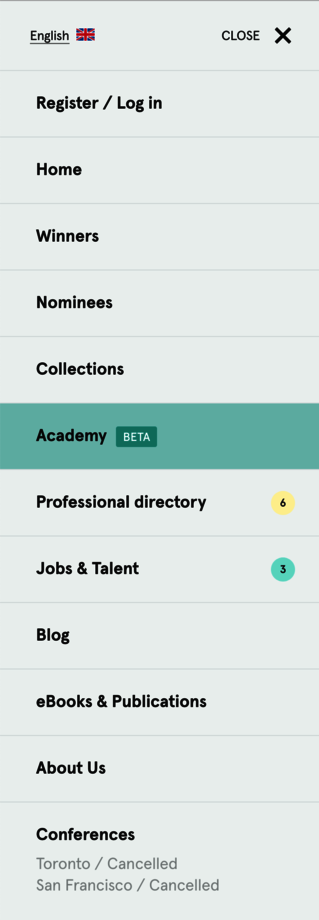 English CLOSE
Register / Log in
Home
Winners
Nominees
Collections
Academy BETA
Professional directory 6
Jobs & Talent 3
Blog
eBooks & Publications
About Us
Conferences
Toronto / Cancelled
San Francisco / Cancelled